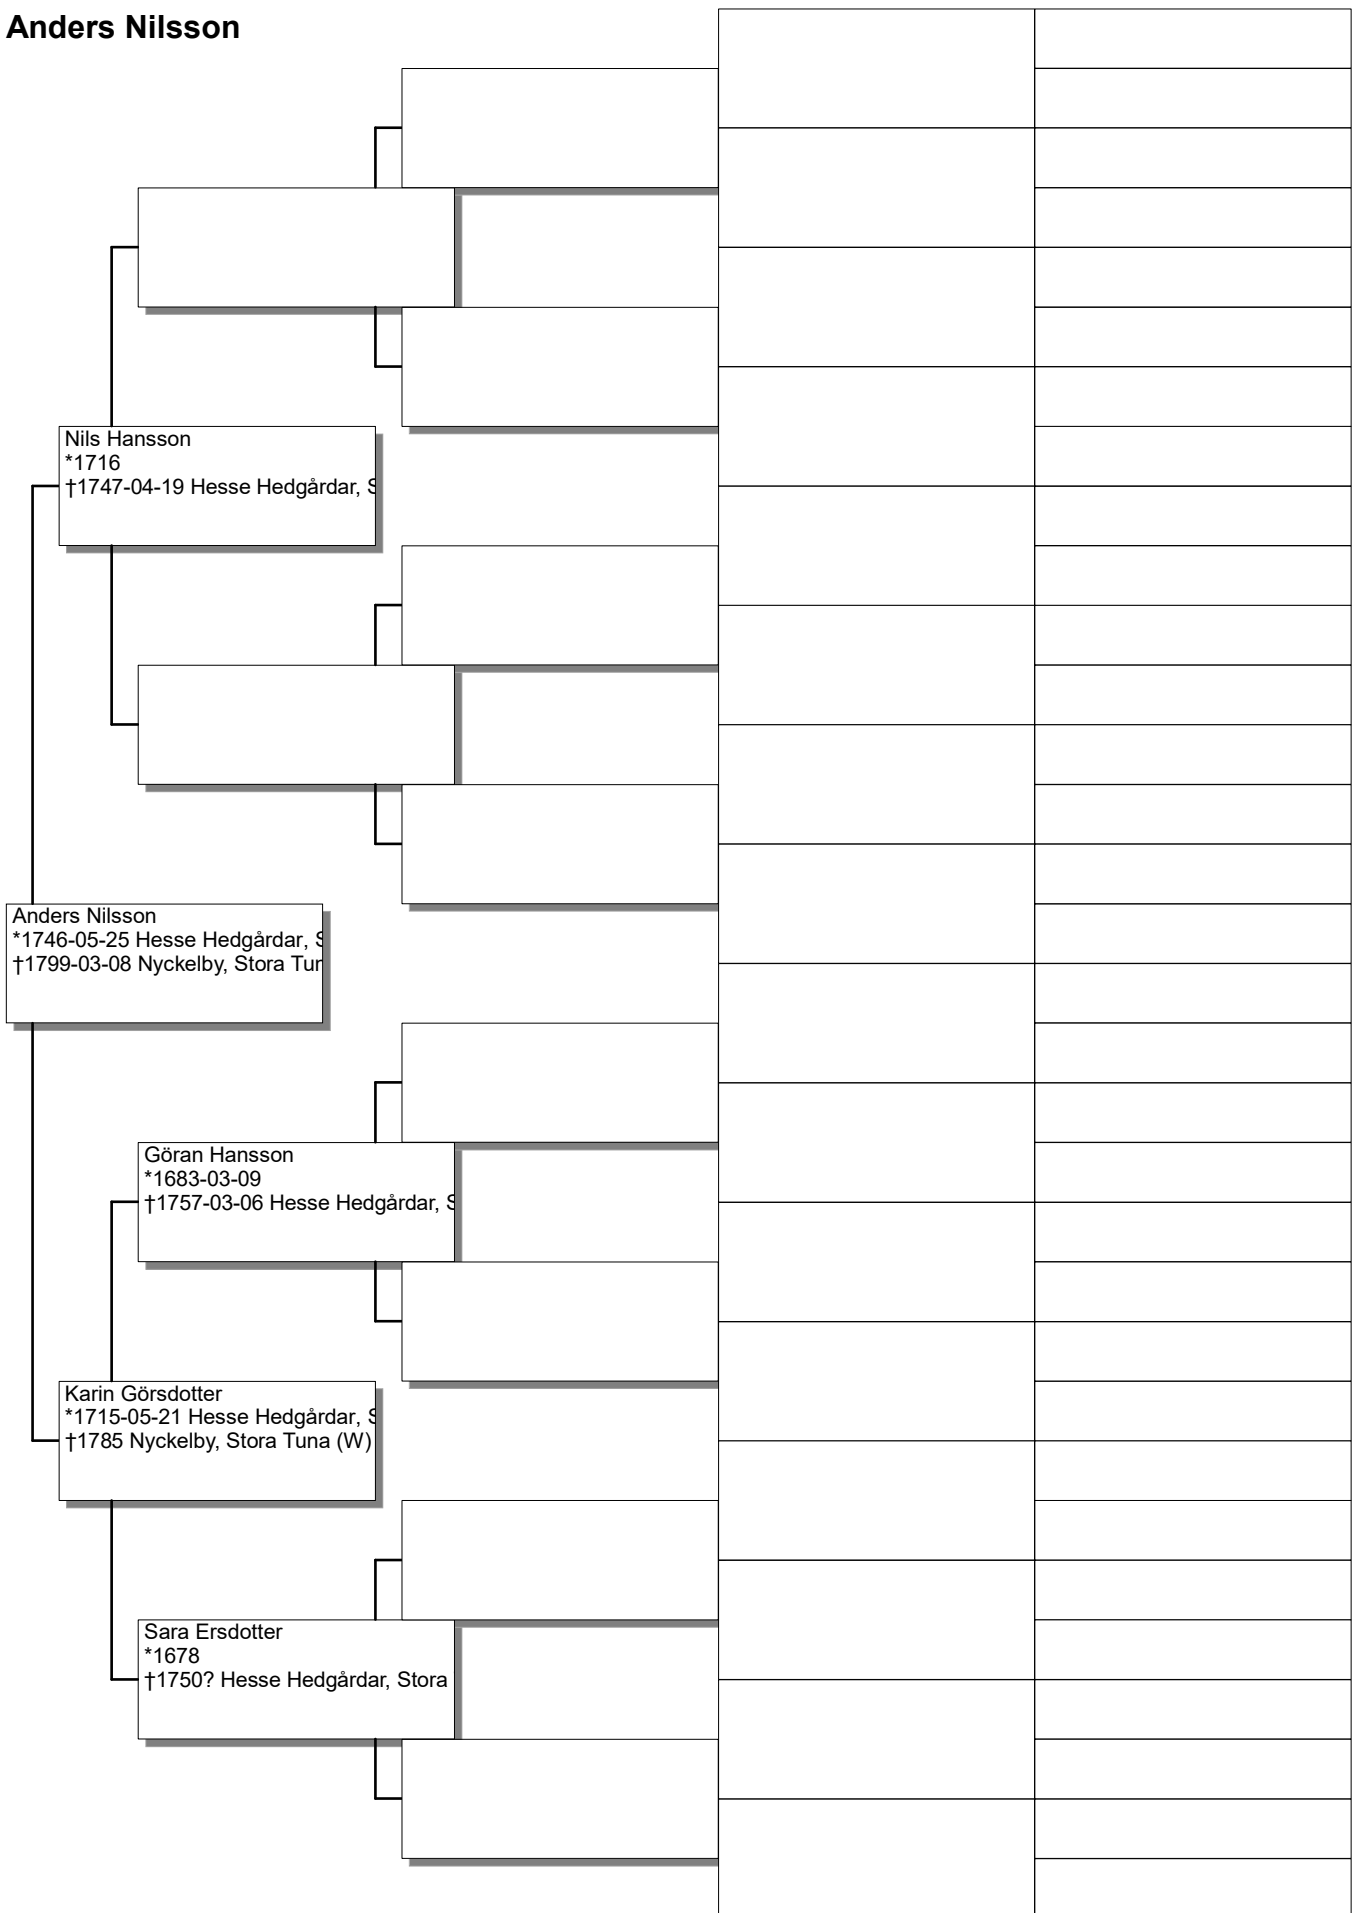 Anders Nilsson
Nils Hansson
*1716
†1747-04-19 Hesse Hedgårdar,
Anders Nilsson
*1746-05-25 Hesse Hedgårdar,
†1799-03-08 Nyckelby, Stora
Göran Hansson
*1683-03-09
†1757-03-06 Hesse Hedgårdar,
Karin Görsdotter
*1715-05-21 Hesse Hedgårdar,
†1785 Nyckelby, Stora Tuna (W)
Sara Ersdotter
*1678
†1750? Hesse Hedgårdar, Stora